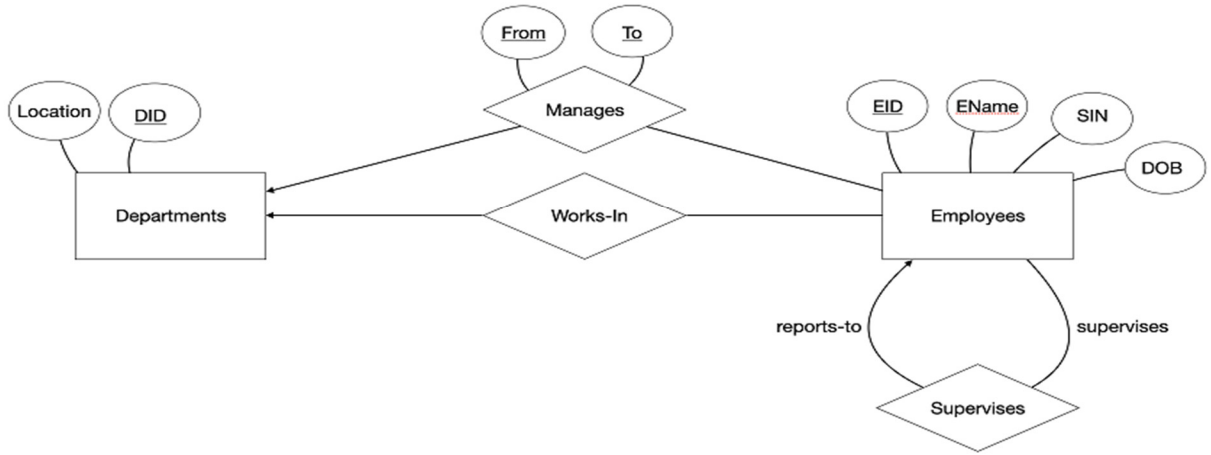 From
To
Manages
Location
DID
EID
EName
SIN
DOB
Departments
Works-In
Employees
reports-to
supervises
Supervises